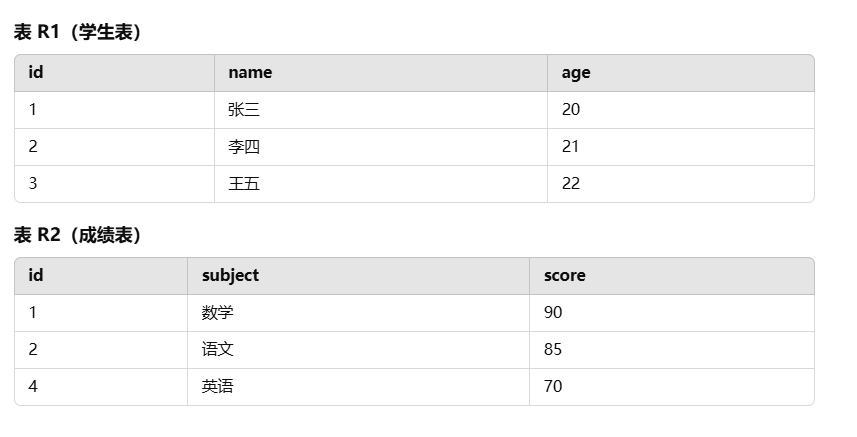 表 R1（学生表）
id name age
1 张三 20
2 李四 21
3 王五 22
表 R2（成绩表）
id subject score
1 数学 90
2 语文 85
4 英语 70